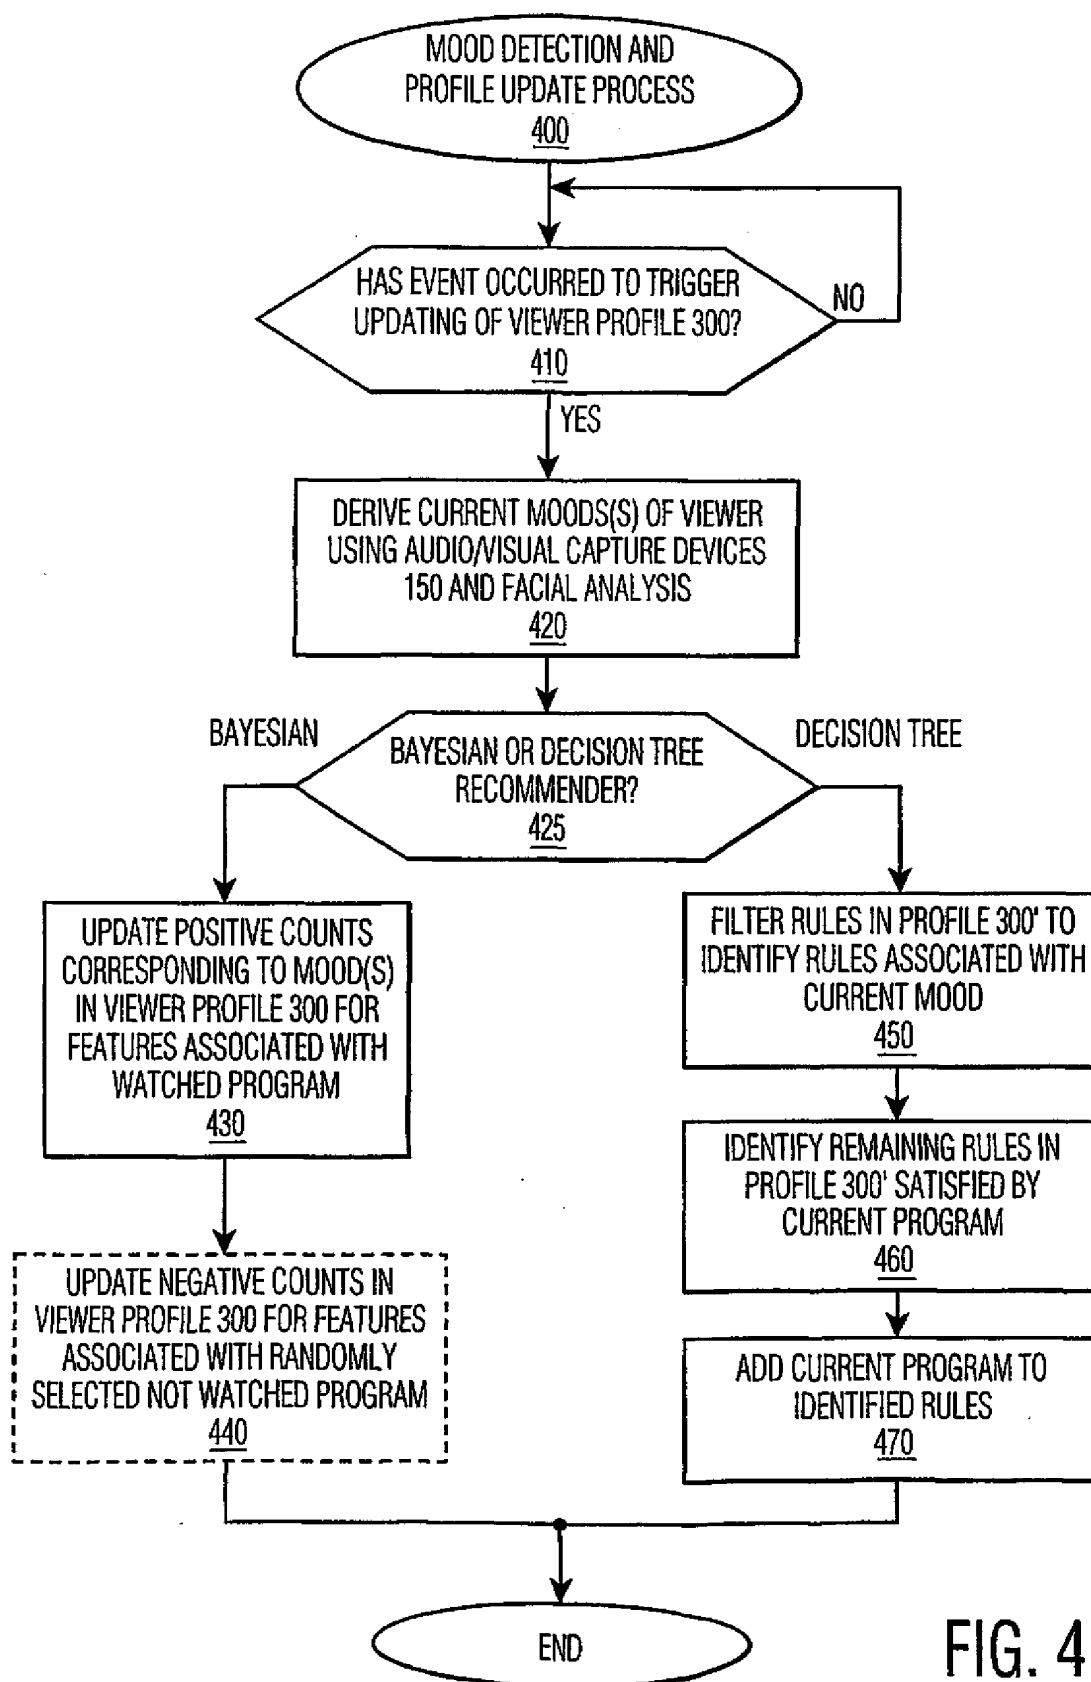 MOOD DETECTION AND
PROFILE UPDATE PROCESS
400
HAS EVENT OCCURRED TO TRIGGER
UPDATING OF VIEWER PROFILE 300?
410
NO
YES
DERIVE CURRENT MOODS(S) OF VIEWER
USING AUDIO/VISUAL CAPTURE DEVICES
150 AND FACIAL ANALYSIS
420
BAYESIAN
BAYESIAN OR DECISION TREE
RECOMMENDER?
425
DECISION TREE
UPDATE POSITIVE COUNTS
CORRESPONDING TO MOOD(S)
IN VIEWER PROFILE 300 FOR
FEATURES ASSOCIATED WITH
WATCHED PROGRAM
430
UPDATE NEGATIVE COUNTS IN
VIEWER PROFILE 300 FOR FEATURES
ASSOCIATED WITH RANDOMLY
SELECTED NOT WATCHED PROGRAM
440
FILTER RULES IN PROFILE 300' TO
IDENTIFY RULES ASSOCIATED WITH
CURRENT MOOD
450
IDENTIFY REMAINING RULES IN
PROFILE 300' SATISFIED BY
CURRENT PROGRAM
460
ADD CURRENT PROGRAM TO
IDENTIFIED RULES
470
END
FIG. 4